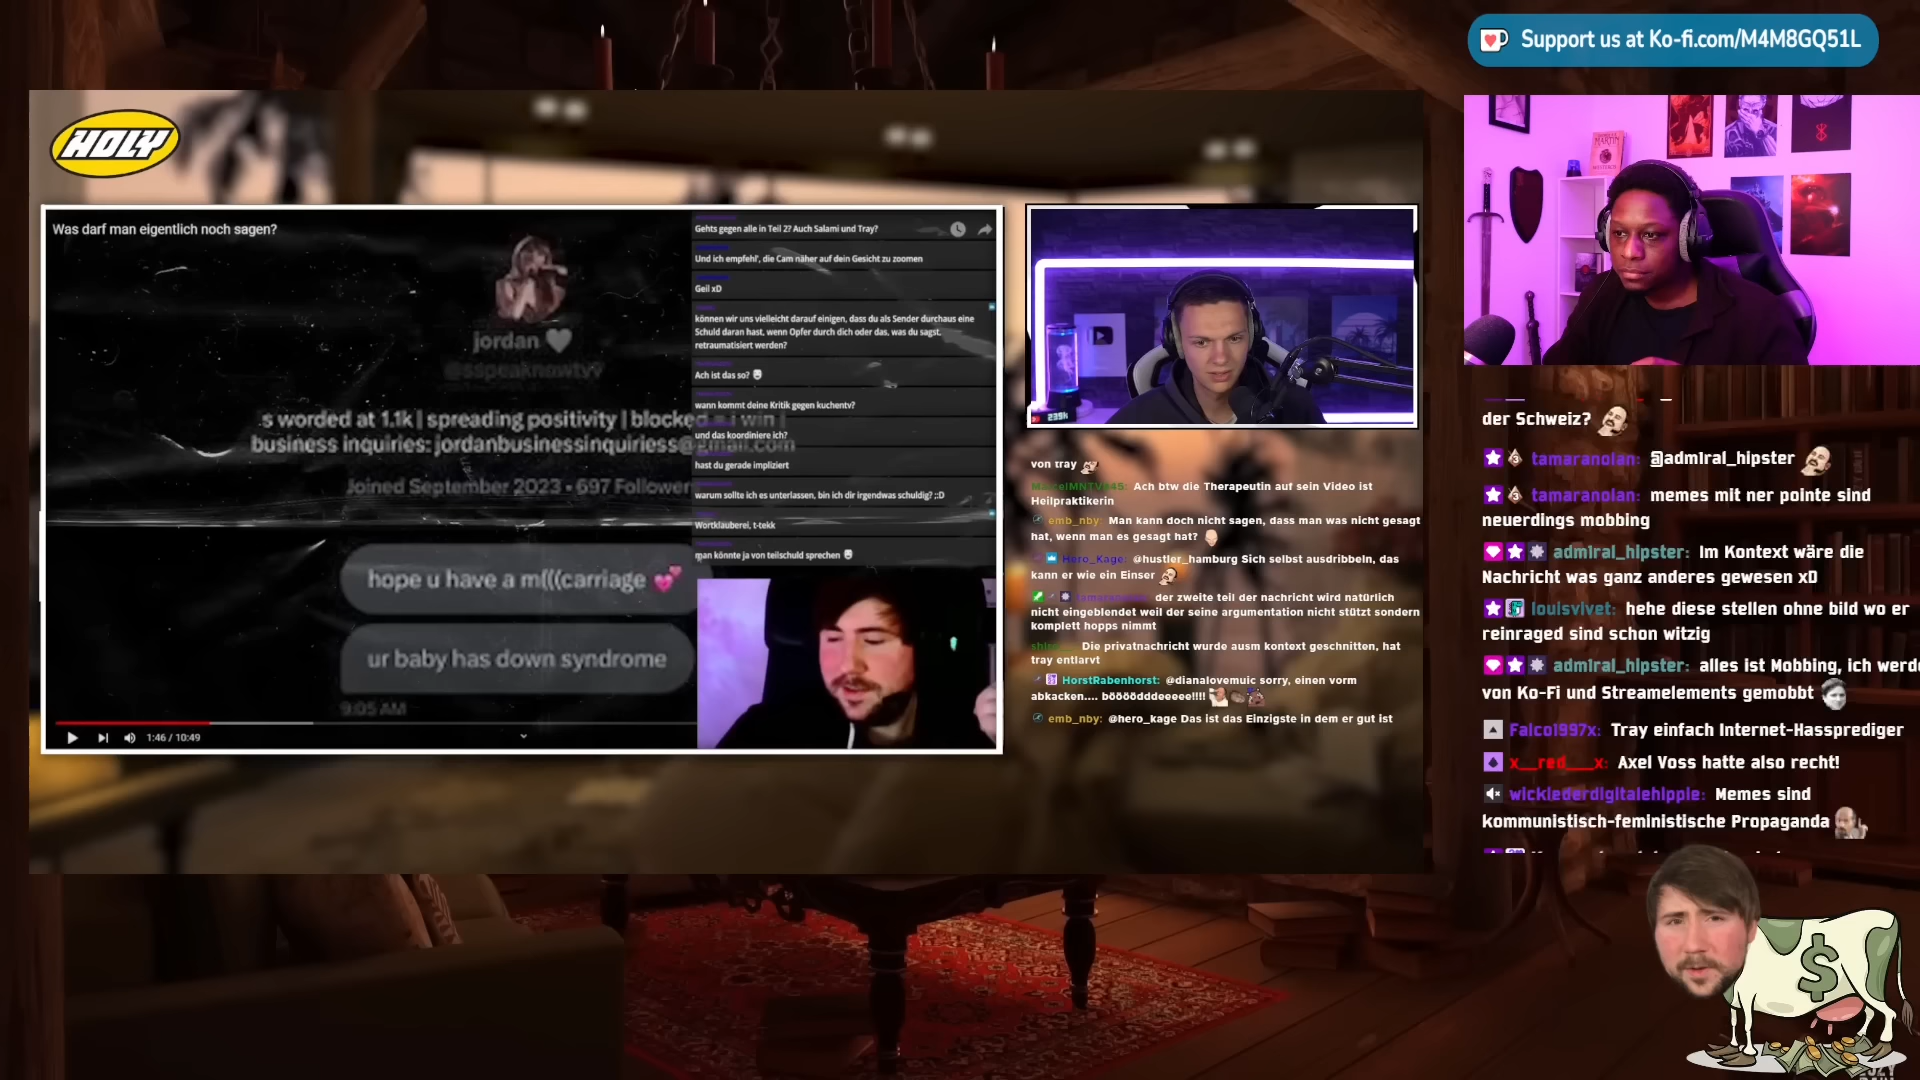 Support us at Ko-fi.com/M4M8GQ51L
HOLY
Was darf man eigentlich noch sagen?
jordan
@sspeaknowtvv
s worded at 1.1k | spreading positivity | blocked
business inquiries: jordanbusinessinquiriess@gmail.com
Joined September 2023 • 697 Follower
hope u have a m(((carriage 💕
ur baby has down syndrome
9:05 AM
1:46 / 10:49
Gehts gegen alle in Teil 2? Auch Salami und Tray?
Und ich empfehl', die Cam näher auf dein Gesicht zu zoomen
Geil xD
können wir uns vielleicht darauf einigen, dass du als Sender durchaus eine
Schuld daran hast, wenn Opfer durch dich oder das, was du sagst,
retraumatisiert werden?
Ach ist das so?
wann kommt deine Kritik gegen kuchentv?
und das koordiniere ich?
hast du gerade impliziert
warum sollte ich es unterlassen, bin ich dir irgendwas schuldig? ;:D
Wortklauberei, t-tekk
man könnte ja von teilschuld sprechen
239k
von tray
Ach btw die Therapeutin auf sein Video ist
Heilpraktikerin
emb_nby: Man kann doch nicht sagen, dass man was nicht gesagt
hat, wenn man es gesagt hat?
Hero_Kage: @hustler_hamburg Sich selbst ausdribbeln, das
kann er wie ein Einser
der zweite teil der nachricht wird natürlich
nicht eingeblendet weil der seine argumentation nicht stützt sondern
komplett hopps nimmt
Die privatnachricht wurde ausm kontext geschnitten, hat
tray entlarvt
HorstRabenhorst: @dianalovemuic sorry, einen vorm
abkacken.... böööödddeeeee!!!!
emb_nby: @hero_kage Das ist das Einzigste in dem er gut ist
der Schweiz?
tamaranolan: @adm1ral_hipster
tamaranolan: memes mit ner pointe sind
neuerdings mobbing
adm1ral_hipster: Im Kontext wäre die
Nachricht was ganz anderes gewesen xD
louisvivet: hehe diese stellen ohne bild wo er
reinraged sind schon witzig
adm1ral_hipster: alles ist Mobbing, ich werde
von Ko-Fi und Streamelements gemobbt
Falco1997x: Tray einfach Internet-Hassprediger
x__red___x: Axel Voss hatte also recht!
wickiederdigitalehippie: Memes sind
kommunistisch-feministische Propaganda
$